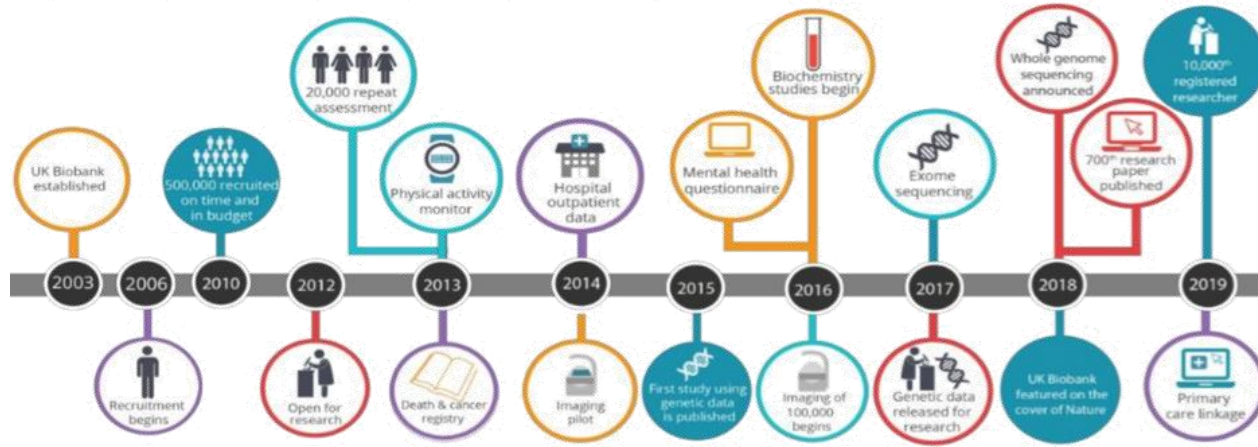 UK Biobank
established
500,000 recruited
on time and
in budget
20,000 repeat
assessment
Physical activity
monitor
Hospital
outpatient
data
Mental health
questionnaire
Biochemistry
studies begin
Exome
sequencing
Whole genome
sequencing
announced
700th research
paper
published
10,000th
registered
researcher
2003
2006
2010
2012
2013
2014
2015
2016
2017
2018
2019
Recruitment
begins
Open for
research
Death & cancer
registry
Imaging
pilot
First study using
genetic data
is published
Imaging of
100,000
begins
Genetic data
released for
research
UK Biobank
featured on the
cover of Nature
Primary
care linkage